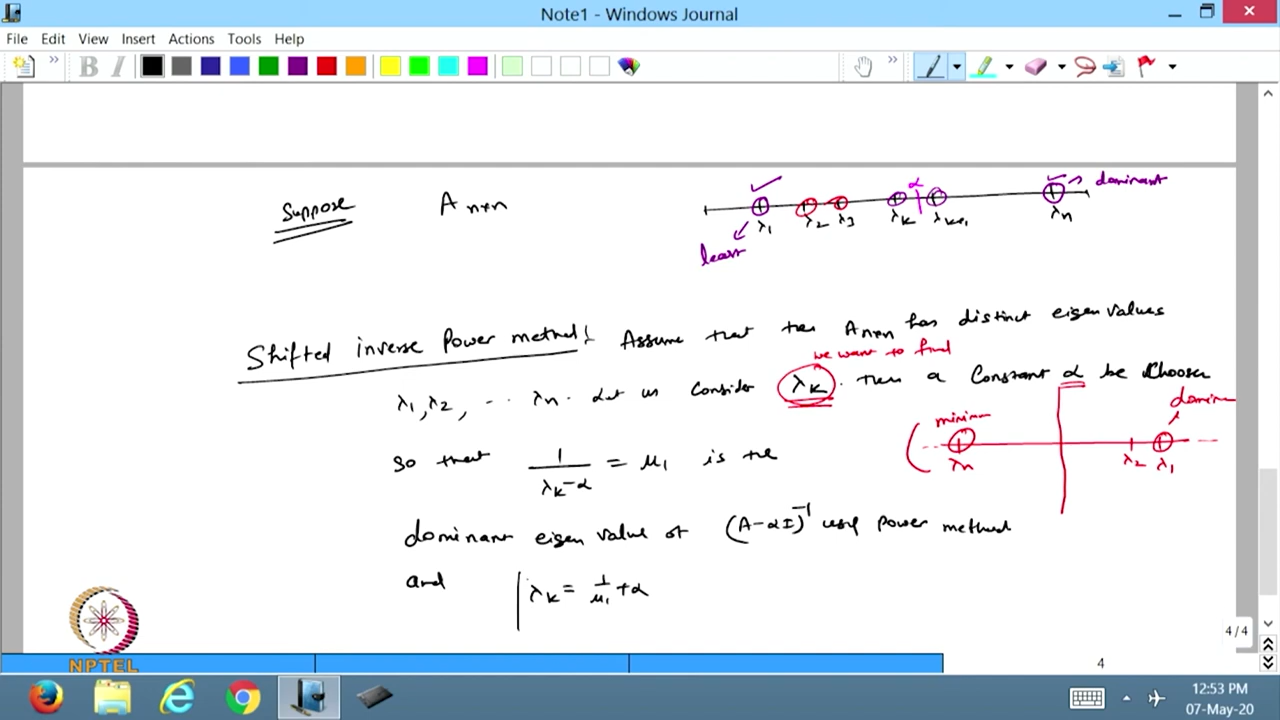 Note1 - Windows Journal
File Edit View Insert Actions Tools Help
Suppose A n×n
α dominant
λ1 λ2 λ3 λk λk+1 λn
least
Shifted inverse Power method: Assume that the A n×n has distinct eigen values
we want to find
λ1, λ2, ... λn. Let us consider λk. Then a Constant α be Choosen
minimum domin
λn λ2 λ1
So that 1/(λk-α) = μ1 is the
dominant eigen value of (A-αI)^-1 using Power method
and λk = 1/μ1 + α
NPTEL
4/4
4
12:53 PM
07-May-20